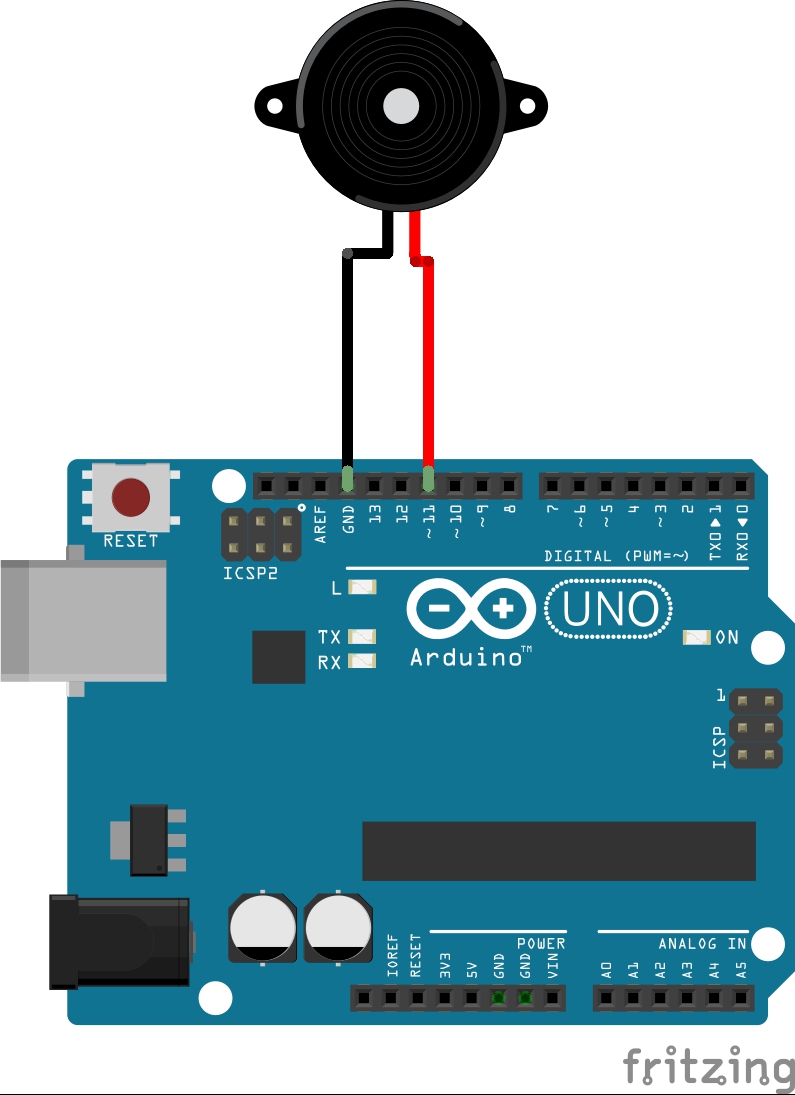 RESET
ICSP2
AREF
GND
13
12
~11
~10
~9
8
7
~6
~5
4
~3
2
TX0▶1
RX0◀0
DIGITAL (PWM=~)
L
TX
RX
UNO
Arduino™
ON
1
ICSP
IOREF
RESET
3V3
5V
GND
GND
VIN
POWER
ANALOG IN
A0
A1
A2
A3
A4
A5
fritzing